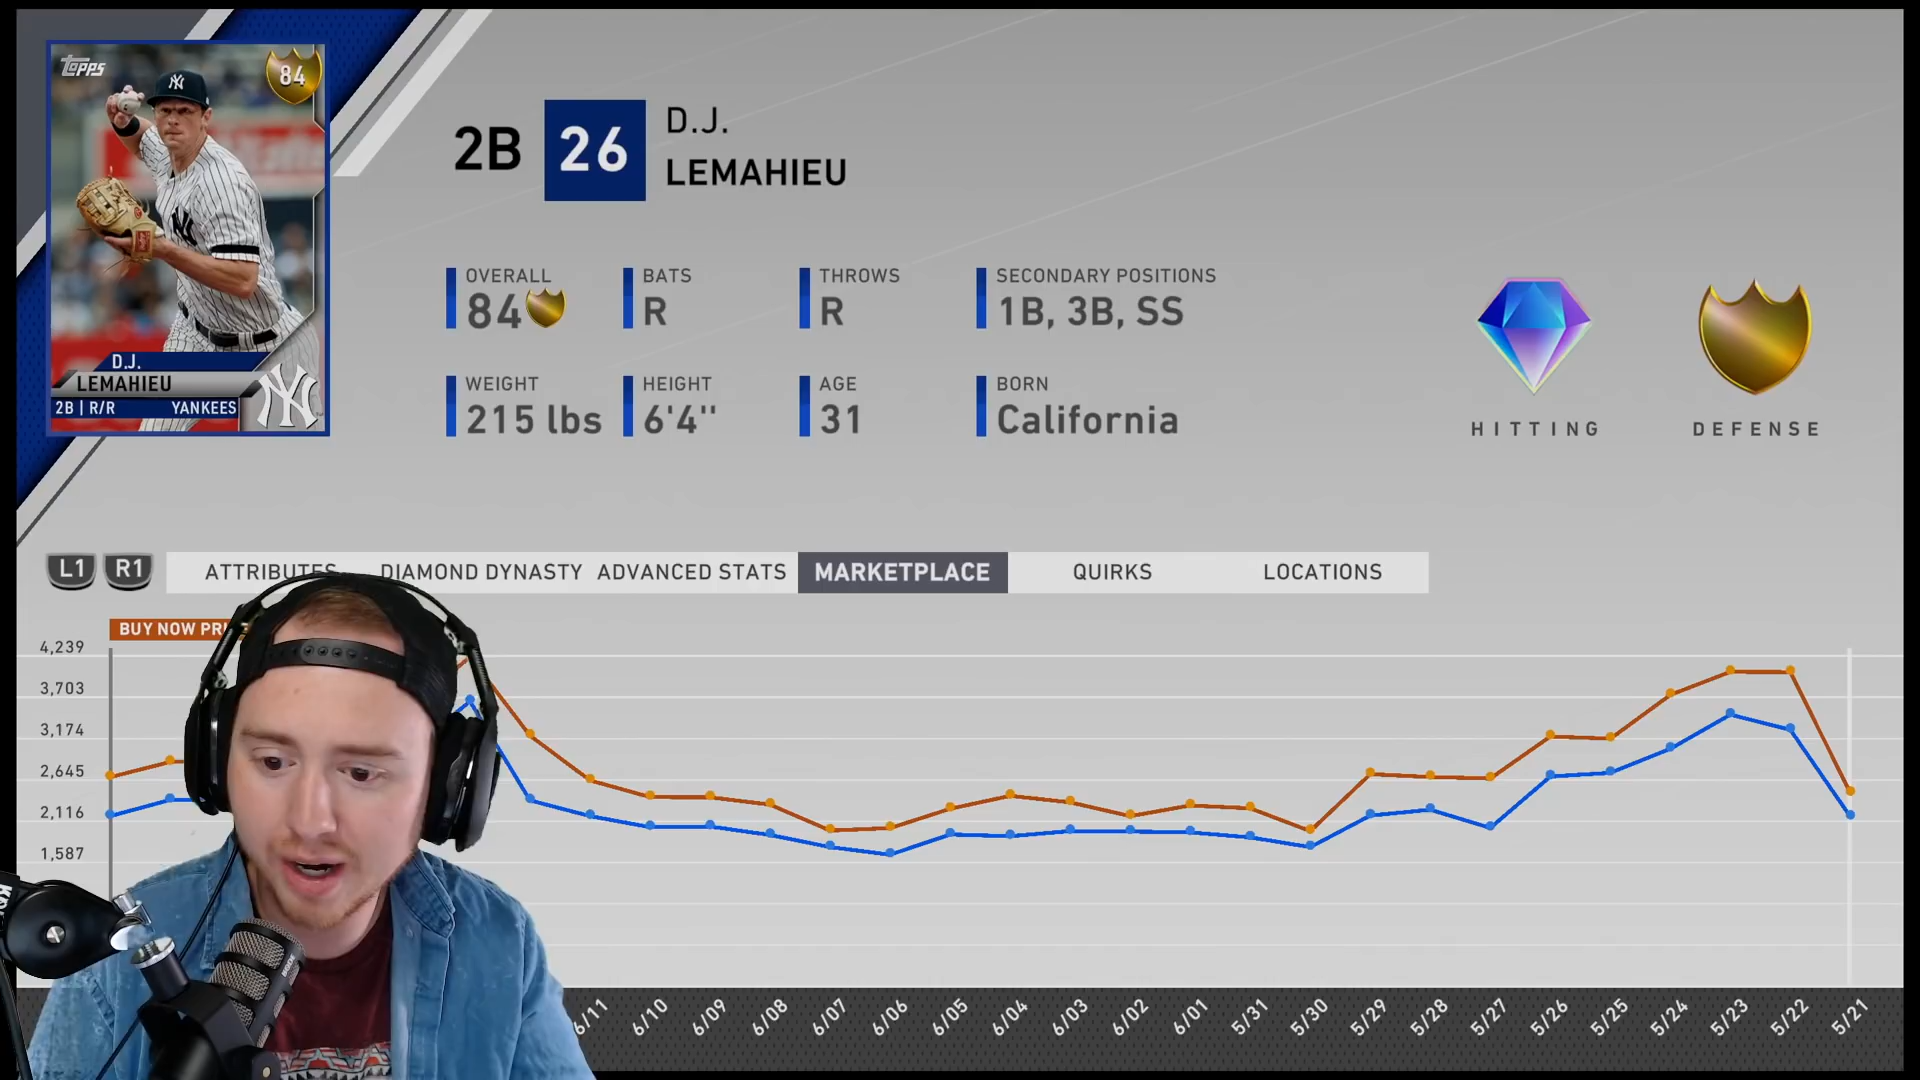 Topps
84
D.J.
LEMAHIEU
2B | R/R YANKEES
2B 26 D.J.
LEMAHIEU
OVERALL
84
BATS
R
THROWS
R
SECONDARY POSITIONS
1B, 3B, SS
WEIGHT
215 lbs
HEIGHT
6'4''
AGE
31
BORN
California
HITTING
DEFENSE
L1 R1 ATTRIBUTES DIAMOND DYNASTY ADVANCED STATS MARKETPLACE QUIRKS LOCATIONS
BUY NOW
4,239
3,703
3,174
2,645
2,116
1,587
6/11 6/10 6/09 6/08 6/07 6/06 6/05 6/04 6/03 6/02 6/01 5/31 5/30 5/29 5/28 5/27 5/26 5/25 5/24 5/23 5/22 5/21